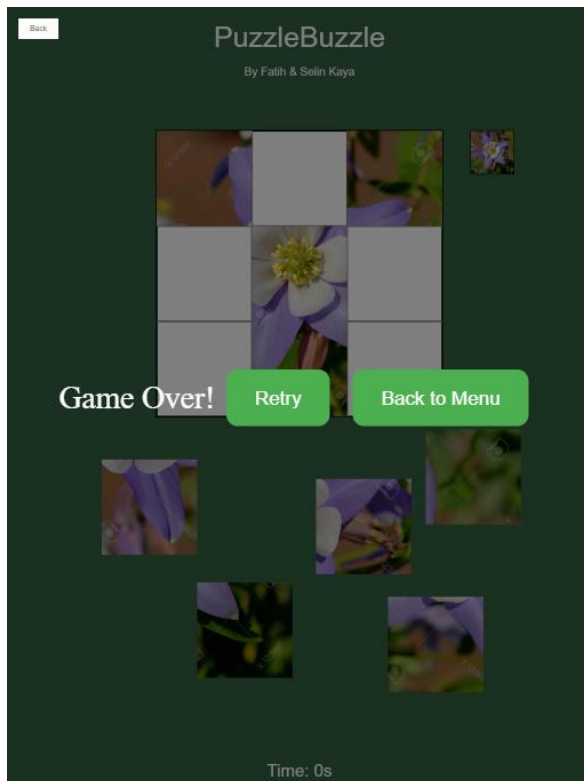 Back
PuzzleBuzzle
By Fatih & Selin Kaya
Game Over!
Retry
Back to Menu
Time: 0s